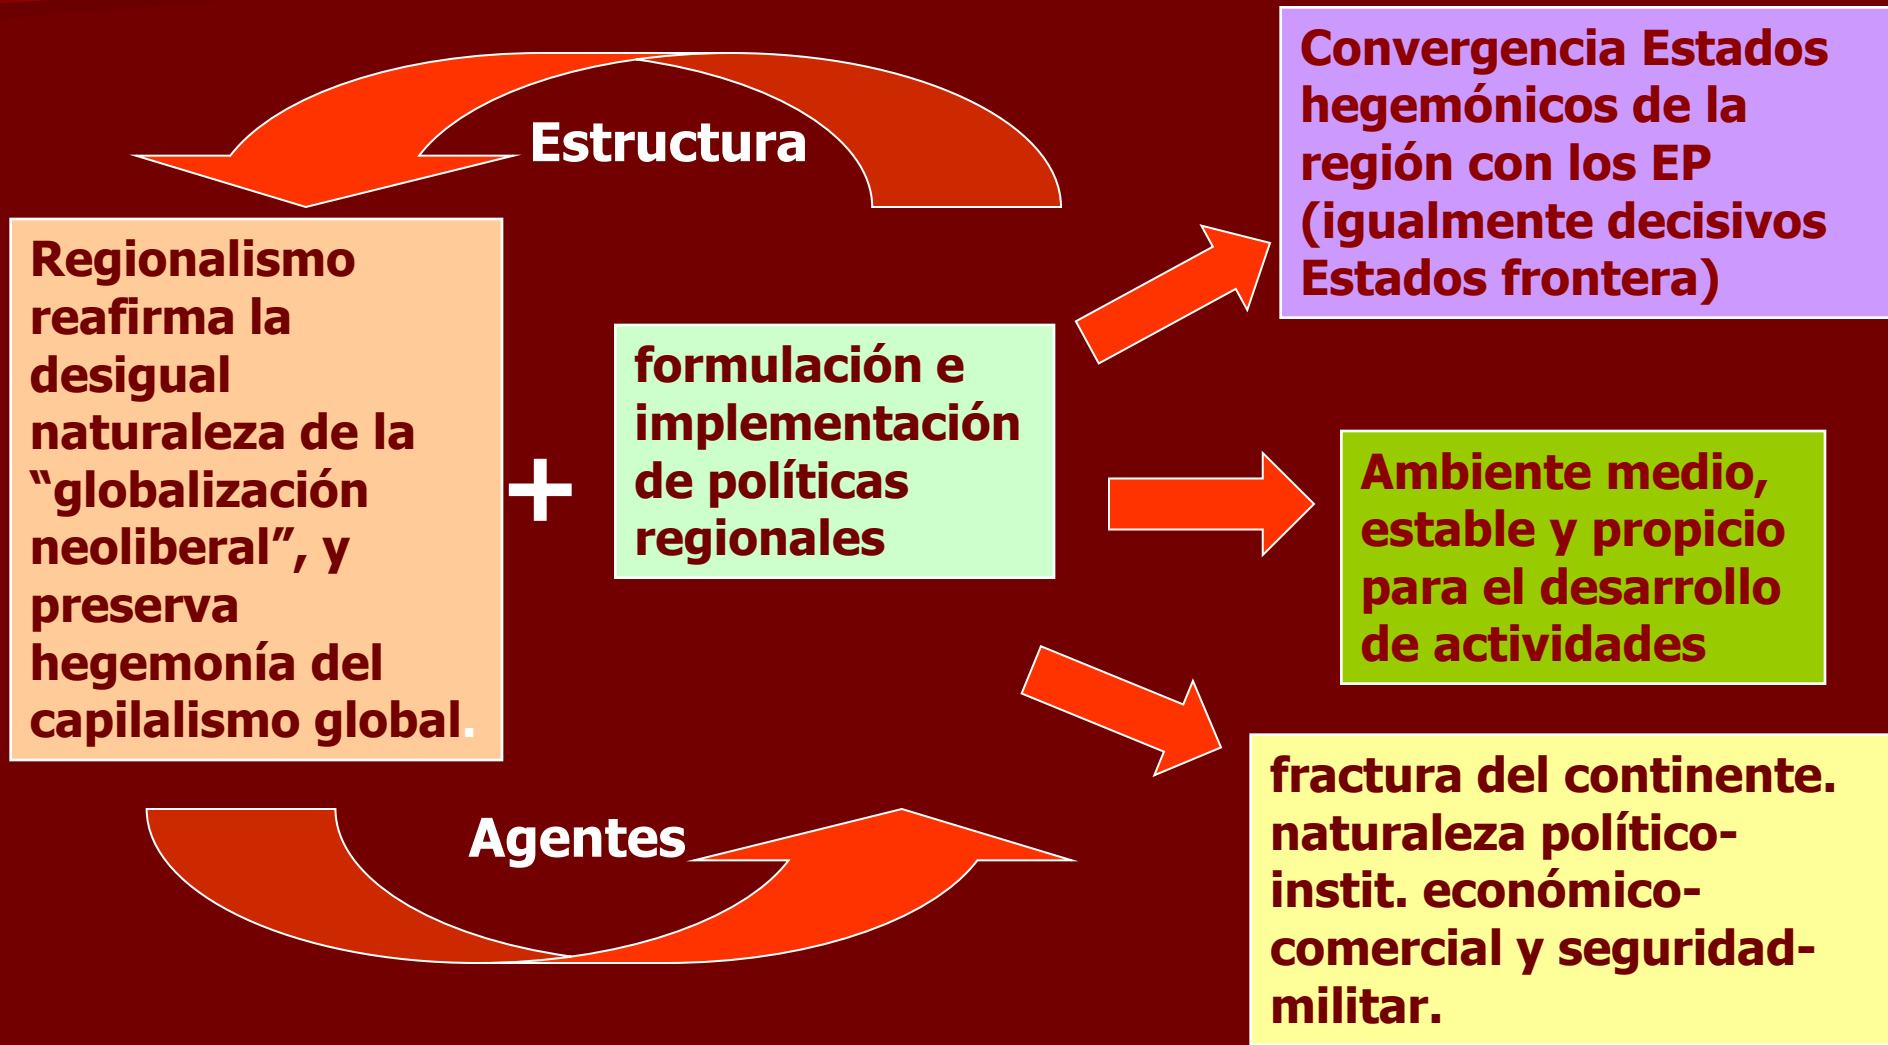 Estructura
Regionalismo
reafirma la
desigual
naturaleza de la
“globalización
neoliberal”, y
preserva
hegemonía del
capilalismo global.
+
formulación e
implementación
de políticas
regionales
Agentes
Convergencia Estados
hegemónicos de la
región con los EP
(igualmente decisivos
Estados frontera)
Ambiente medio,
estable y propicio
para el desarrollo
de actividades
fractura del continente.
naturaleza político-
instit. económico-
comercial y seguridad-
militar.